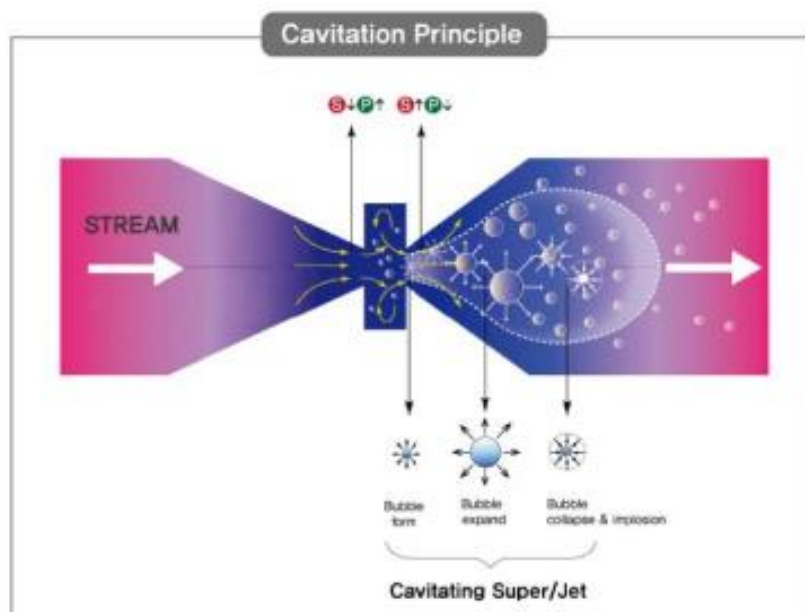 Cavitation Principle
S↓P↑ S↑P↓
STREAM
Bubble
form
Bubble
expand
Bubble
collapse & implosion
Cavitating Super/Jet